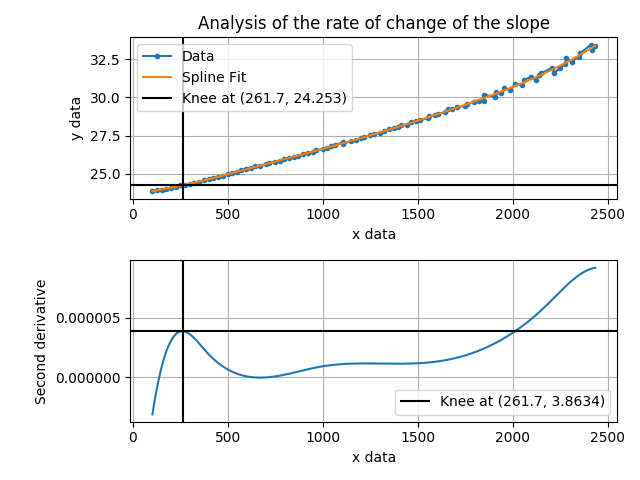 Analysis of the rate of change of the slope
Data
Spline Fit
Knee at (261.7, 24.253)
y data
32.5
30.0
27.5
25.0
0 500 1000 1500 2000 2500
x data
Second derivative
0.000005
0.000000
Knee at (261.7, 3.8634)
0 500 1000 1500 2000 2500
x data